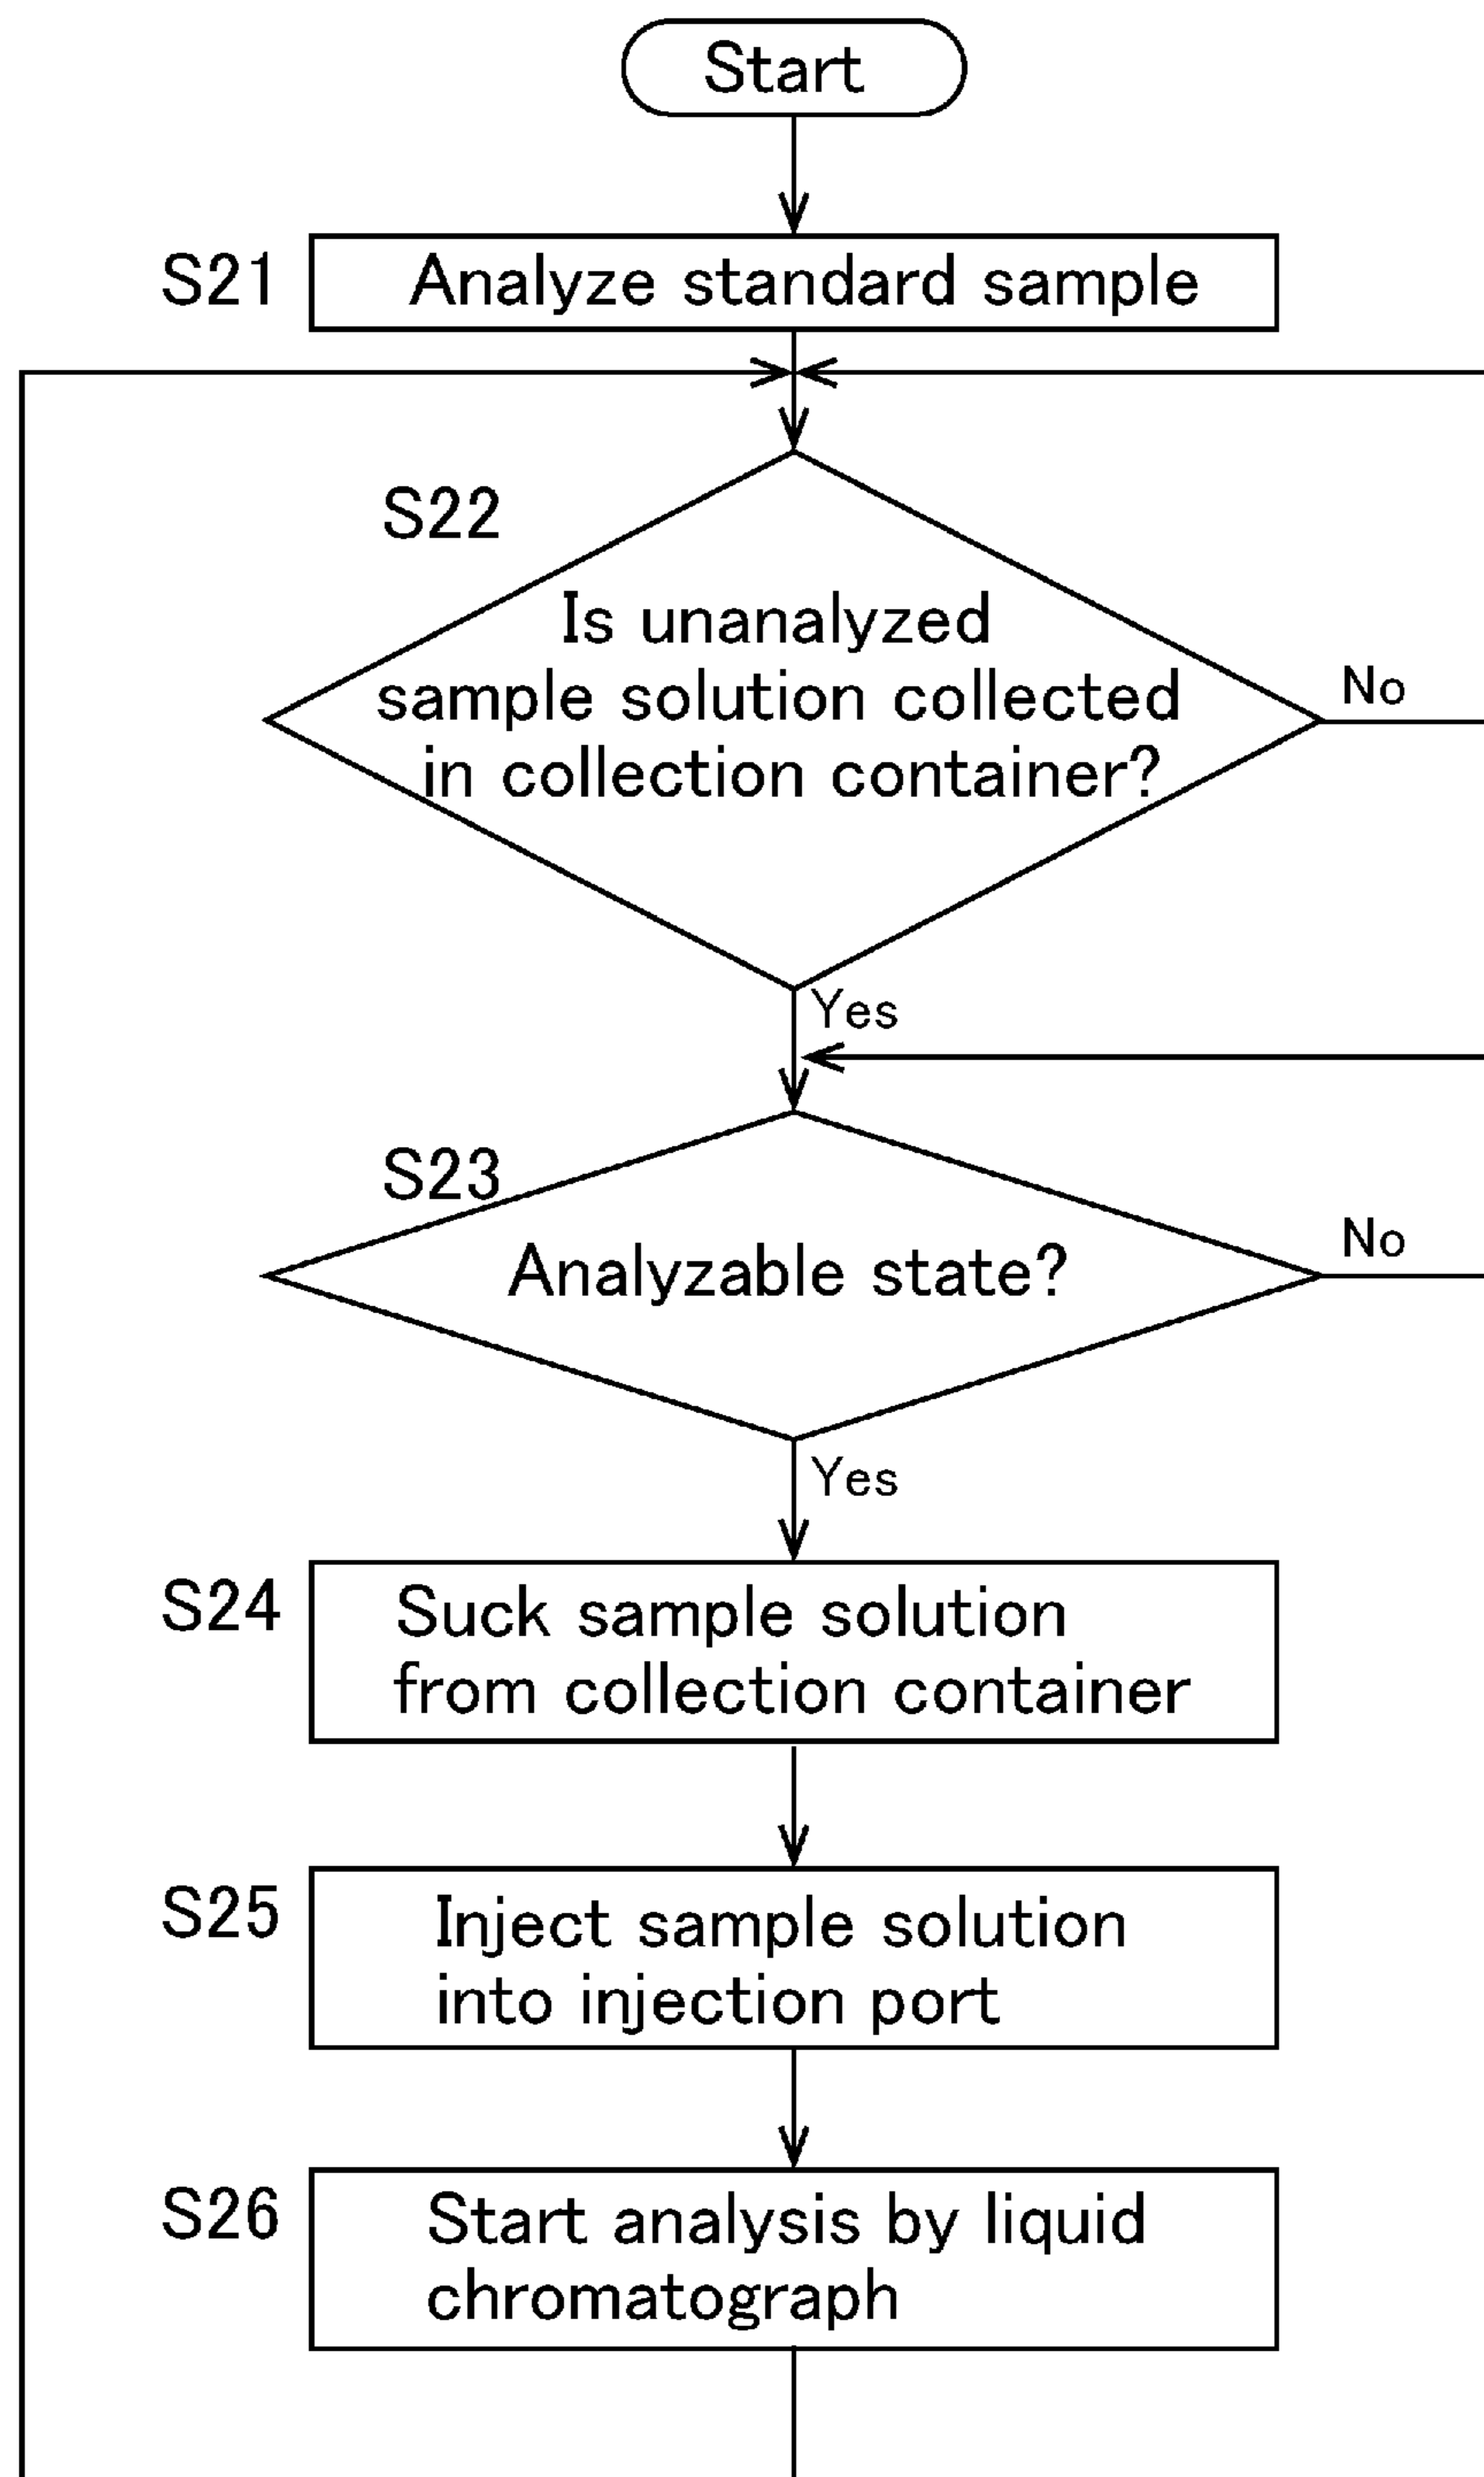 Start
S21
Analyze standard sample
S22
Is unanalyzed
sample solution collected
in collection container?
No
Yes
S23
Analyzable state?
No
Yes
S24
Suck sample solution
from collection container
S25
Inject sample solution
into injection port
S26
Start analysis by liquid
chromatograph